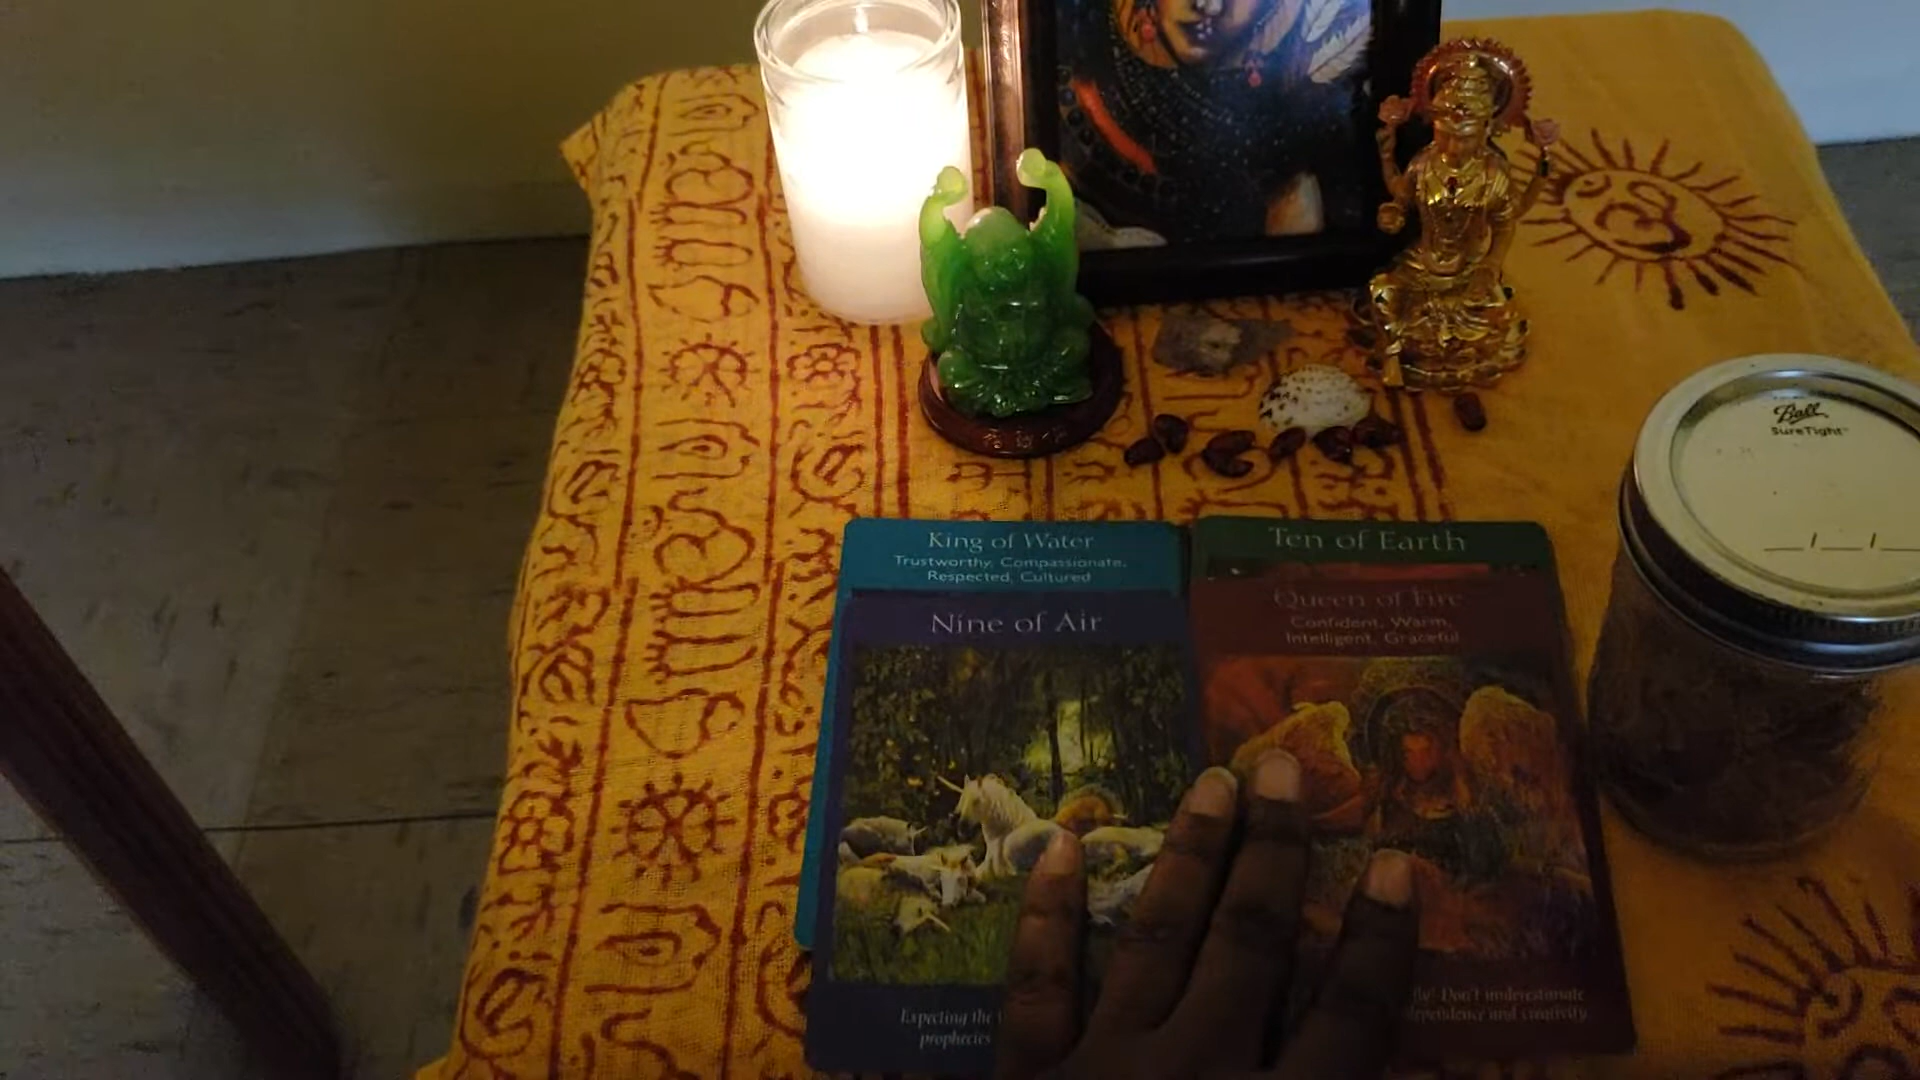 Ball
SureTight
King of Water
Trustworthy, Compassionate,
Respected, Cultured
Ten of Earth
Nine of Air
Queen of Fire
Confident, Warm,
Intelligent, Graceful
Expecting the
prophecies
fly! Don't underestimate
dependence and creativity